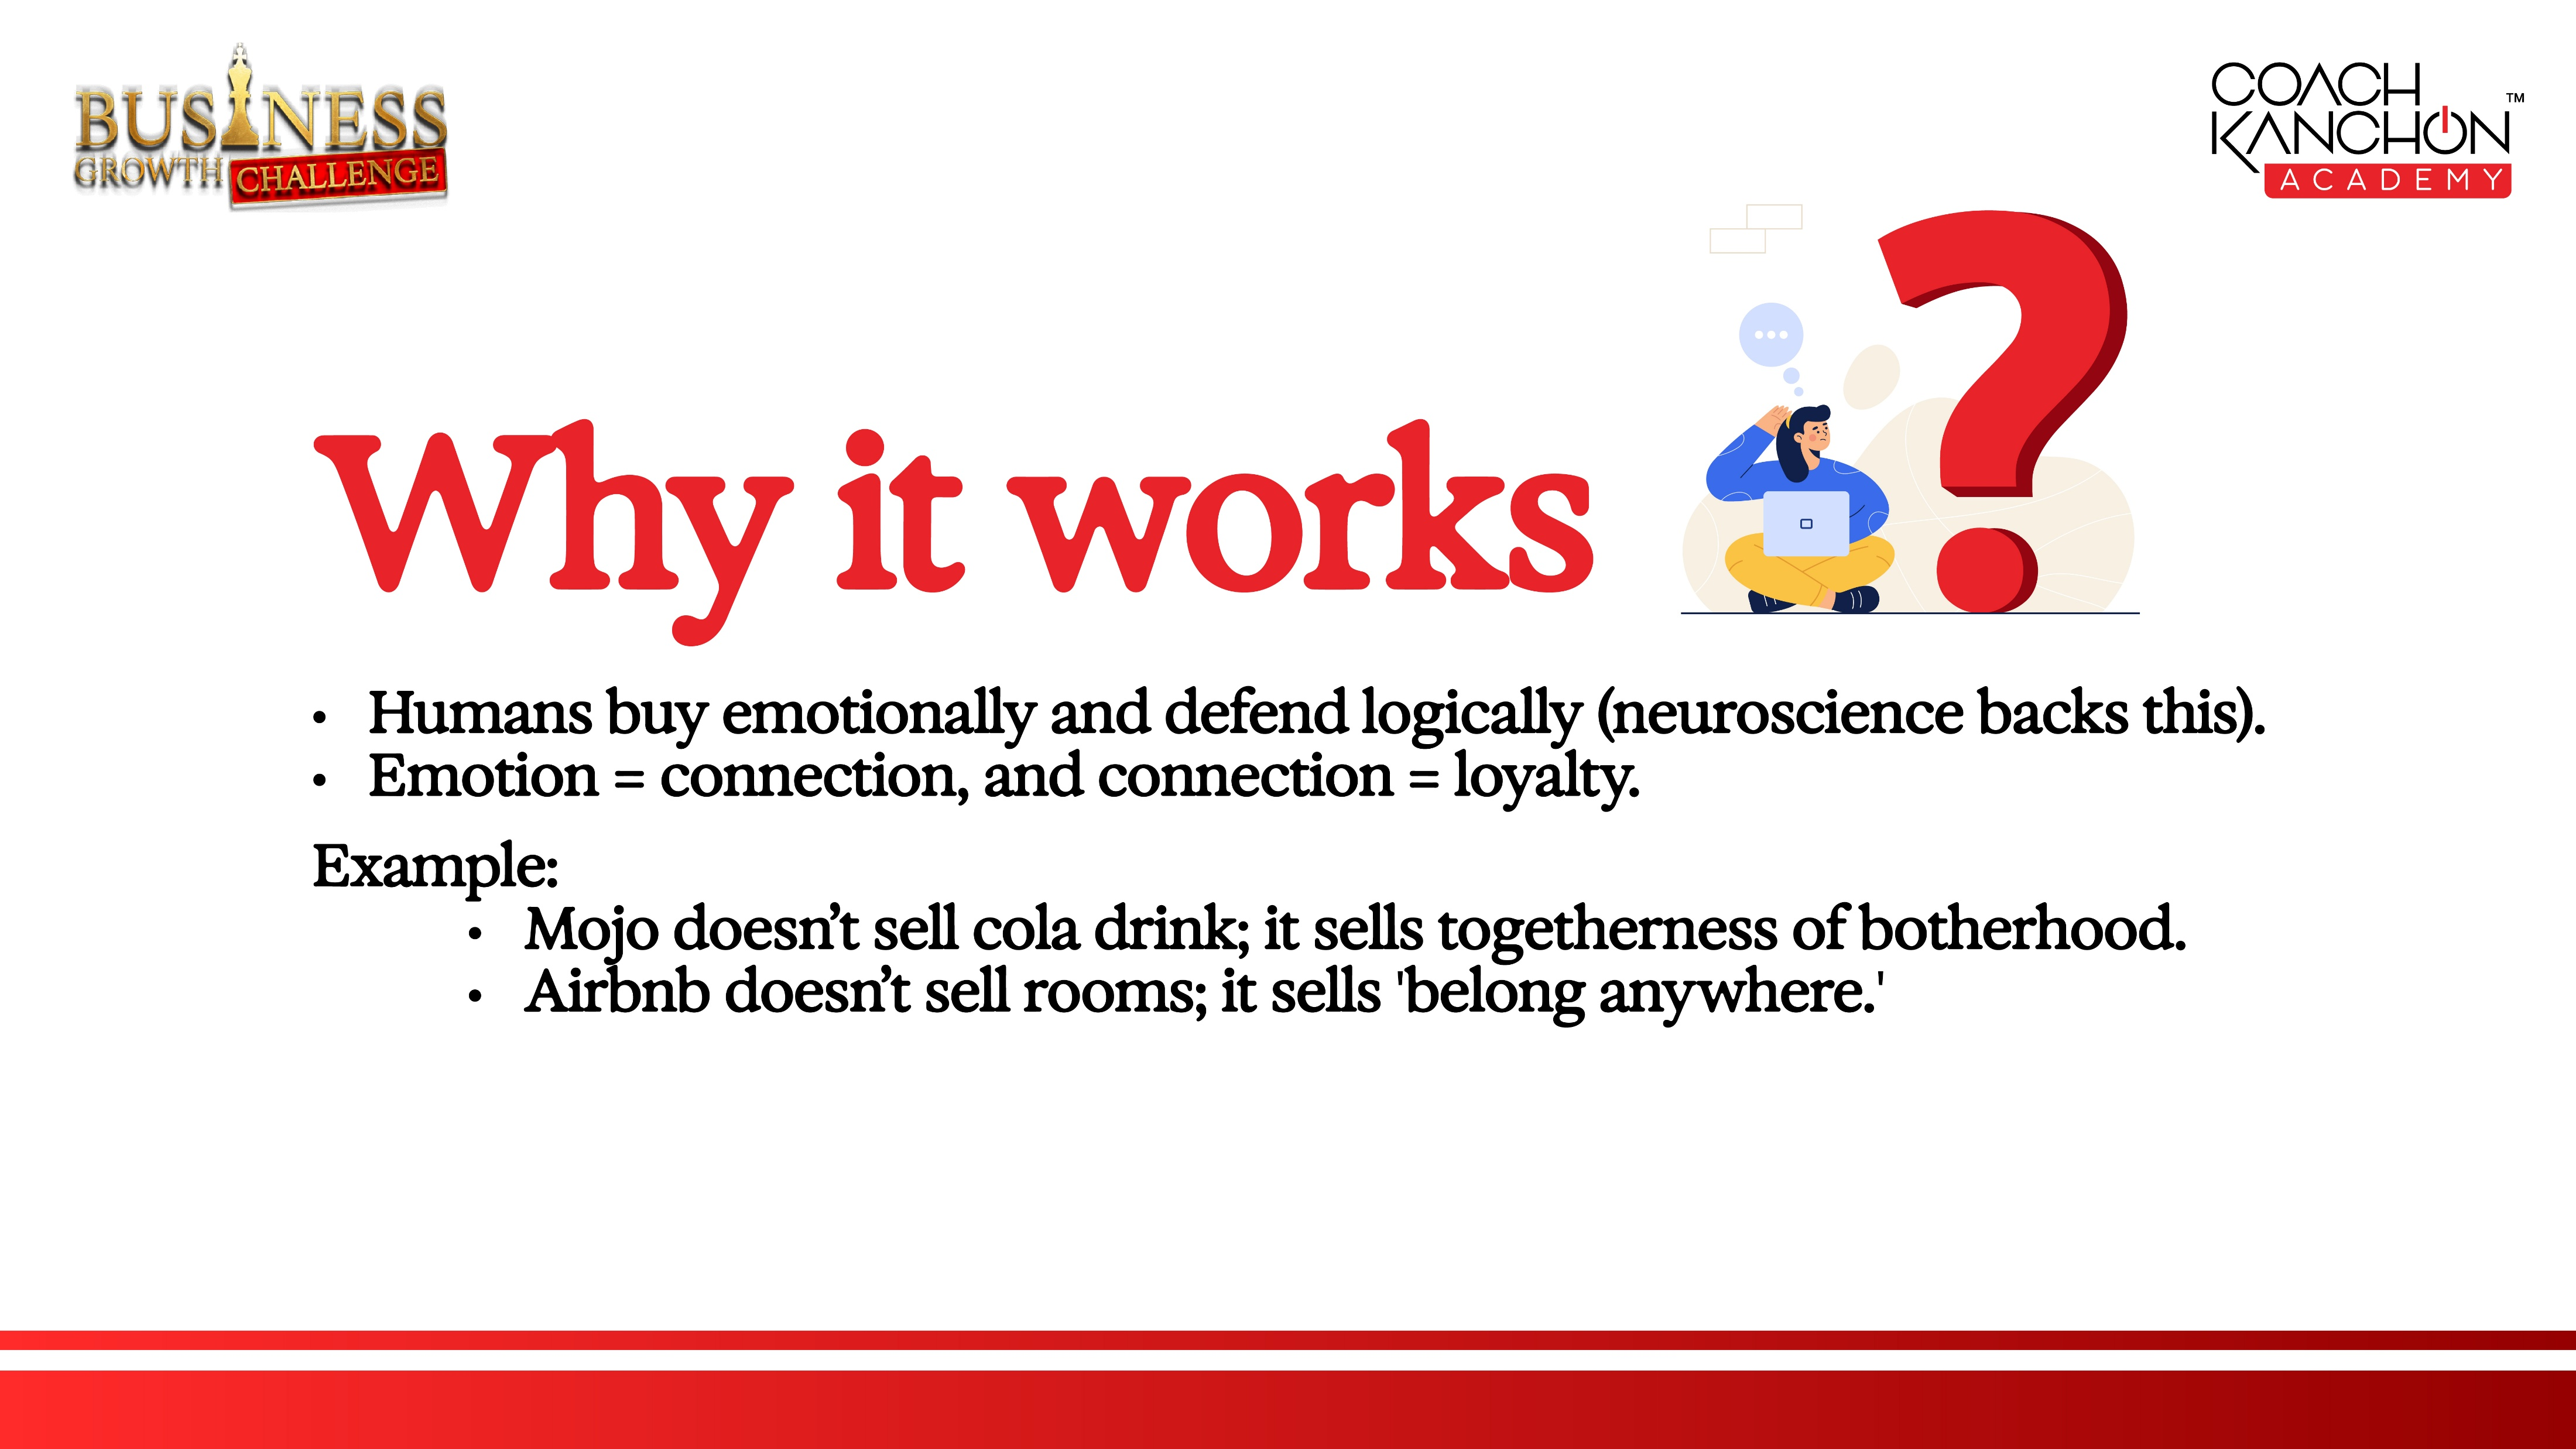 BUSINESS
GROWTH CHALLENGE
COACH
KANCHON
TM
ACADEMY
Why it works
• Humans buy emotionally and defend logically (neuroscience backs this).
• Emotion = connection, and connection = loyalty.
Example:
• Mojo doesn’t sell cola drink; it sells togetherness of botherhood.
• Airbnb doesn’t sell rooms; it sells 'belong anywhere.'